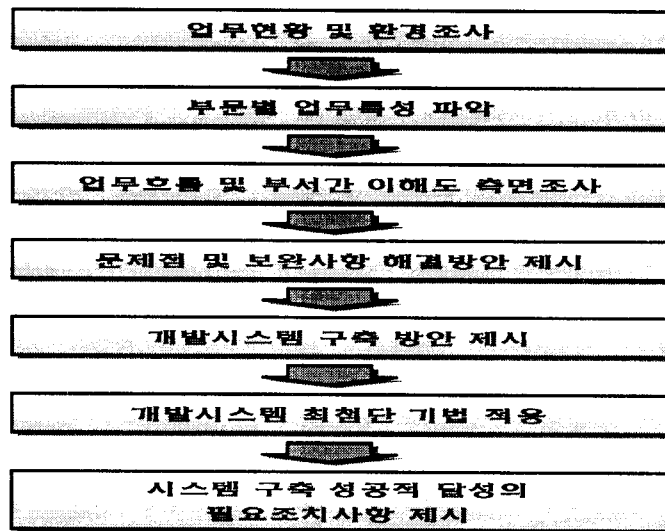 업무현황 및 환경조사
부문별 업무특성 파악
업무흐름 및 부서간 이해도 측면조사
문제점 및 보완사항 해결방안 제시
개발시스템 구축 방안 제시
개발시스템 최첨단 기법 적용
시스템 구축 성공적 달성의
필요조치사항 제시